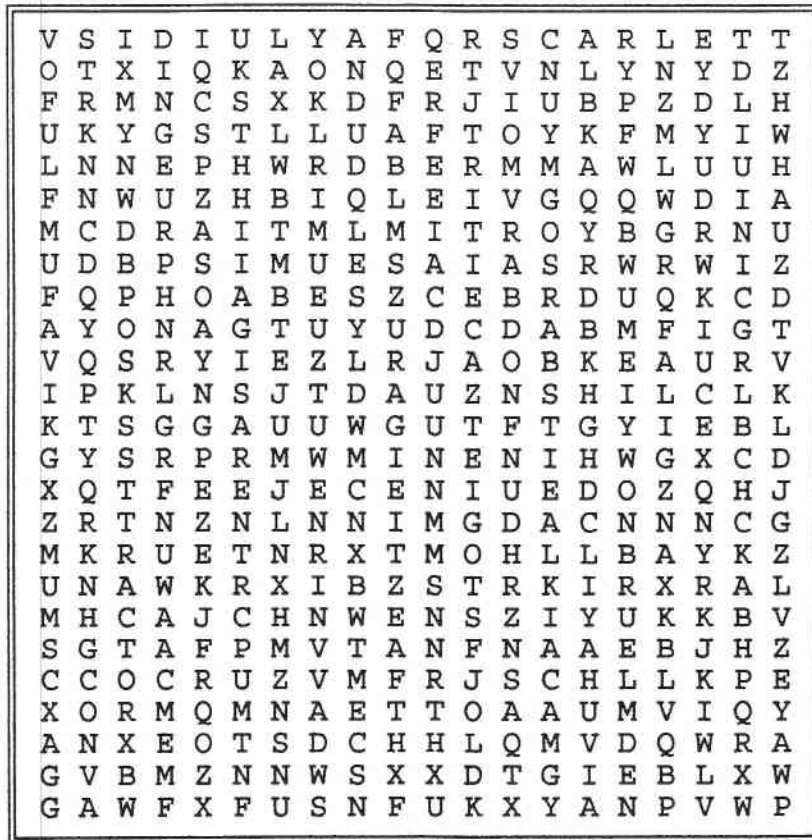 V S I D I U L Y A F Q R S C A R L E T T
O T X I Q K A O N Q E T V N L Y N Y D Z
F R M N C S X K D F R J I U B P Z D L H
U K Y G S T L L U A F T O Y K F M Y I W
L N N E P H W R D B E R M M A W L U U H
F N W U Z H B I Q L E I V G Q Q W D I A
M C D R A I T M L M I T R O Y B G R N U
U D B P S I M U E S A I A S R W R W I Z
F Q P H O A B E S Z C E B R D U Q K C D
A Y O N A G T U Y U D C D A B M F I G T
V Q S R Y I E Z L R J A O B K E A U R V
I P K L N S J T D A U Z N S H I L C L K
K T S G G A U U W G U T F T G Y I E B L
G Y S R P R M W M I N E N I H W G X C D
X Q T F E E J E C E N I U E D O Z Q H J
Z R T N Z N L N N I M G D A C N N N C G
M K R U E T N R X T M O H L L B A Y K Z
U N A W K R X I B Z S T R K I R X R A L
M H C A J C H N W E N S Z I Y U K K B V
S G T A F P M V T A N F N A A E B J H Z
C C O C R U Z V M F R J S C H L L K P E
X O R M Q M N A E T T O A A U M V I Q Y
A N X E O T S D C H H L Q M V D Q W R A
G V B M Z N N W S X X D T G I E B L X W
G A W F X F U S N F U K X Y A N P V W P